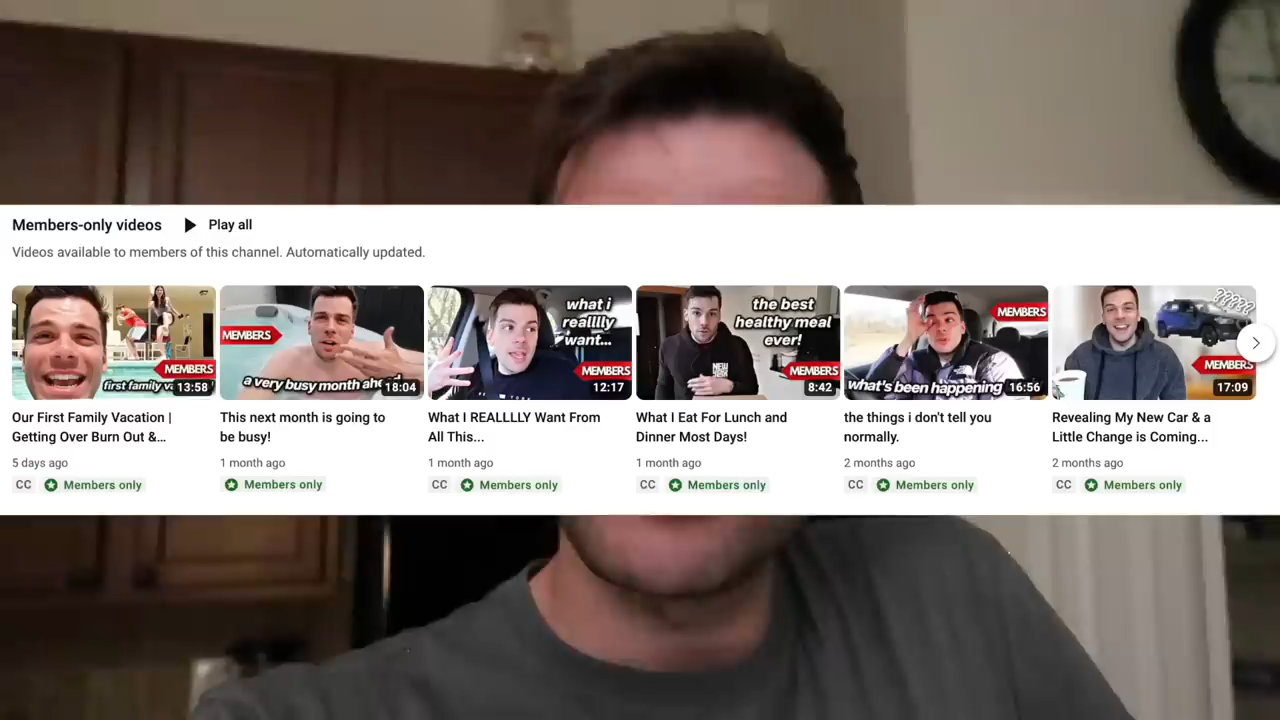 Members-only videos Play all
Videos available to members of this channel. Automatically updated.
MEMBERS
first family va
13:58
MEMBERS
a very busy month ahe
18:04
what i
reallly
want...
MEMBERS
12:17
the best
healthy meal
ever!
NEW
MEMBERS
8:42
MEMBERS
what's been happening
16:56
?????
MEMBERS
17:09
Our First Family Vacation |
Getting Over Burn Out &...
5 days ago
CC Members only
This next month is going to
be busy!
1 month ago
Members only
What I REALLLLY Want From
All This...
1 month ago
CC Members only
What I Eat For Lunch and
Dinner Most Days!
1 month ago
CC Members only
the things i don't tell you
normally.
2 months ago
CC Members only
Revealing My New Car & a
Little Change is Coming...
2 months ago
CC Members only